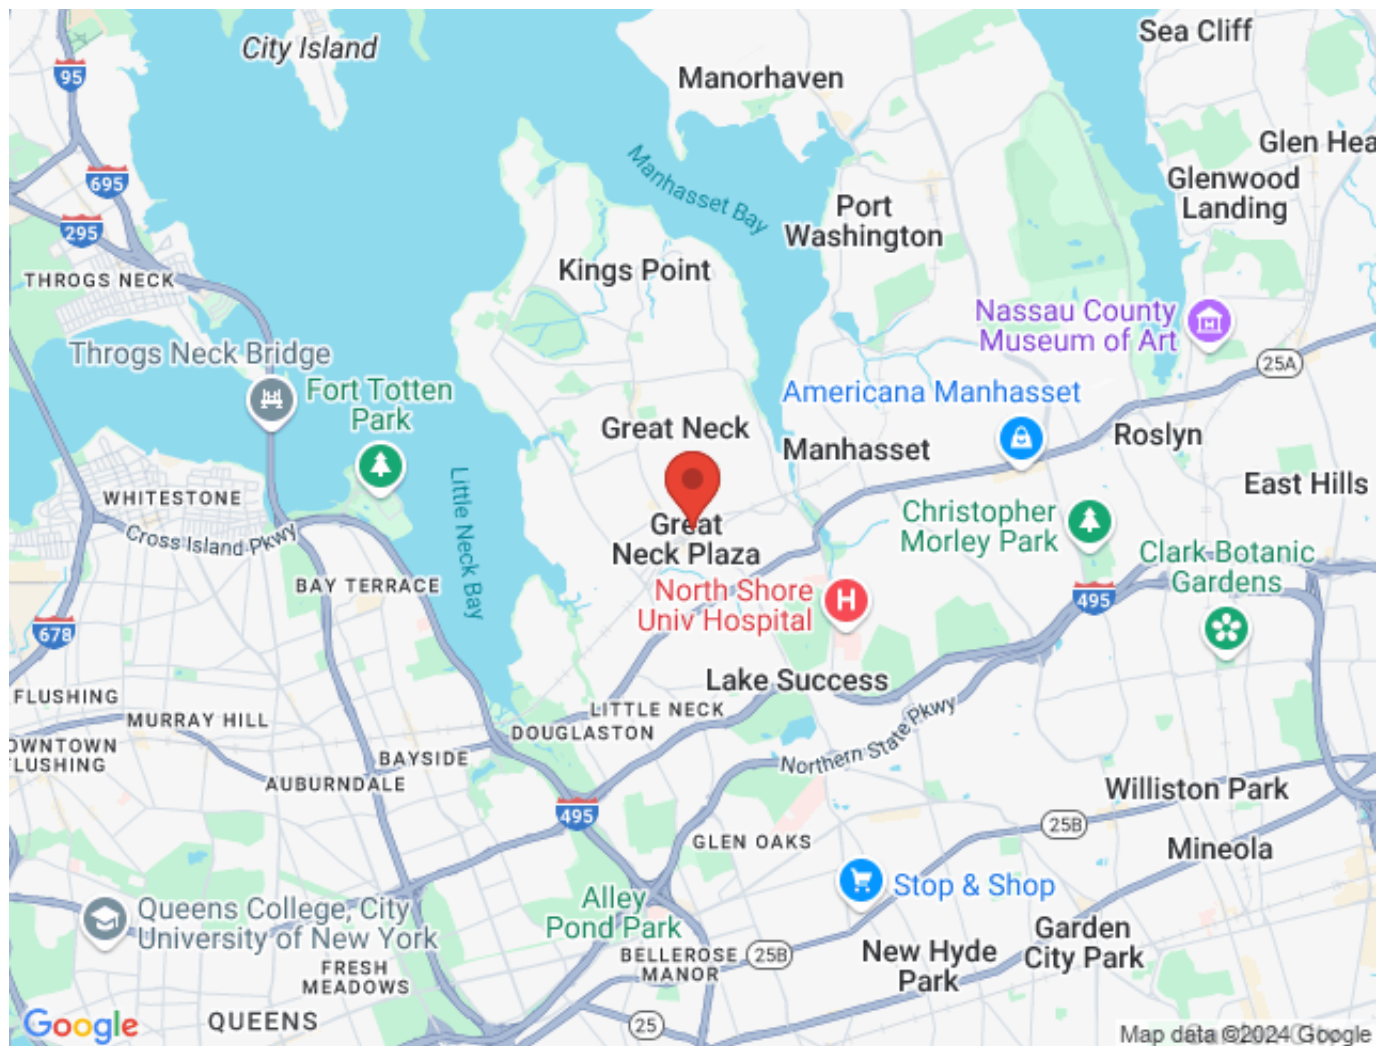 City Island
Sea Cliff
95
Manorhaven
Glen Hea
Manhasset Bay
695
Glenwood
Landing
Port
Washington
295
THROGS NECK
Kings Point
Nassau County
Museum of Art
Throgs Neck Bridge
25A
Fort Totten
Park
Americana Manhasset
Great Neck
Manhasset
Roslyn
East Hills
Little Neck Bay
WHITESTONE
Cross Island Pkwy
Great
Neck Plaza
Christopher
Morley Park
Clark Botanic
Gardens
BAY TERRACE
North Shore
Univ Hospital
495
678
Lake Success
FLUSHING
MURRAY HILL
LITTLE NECK
DOUGLASTON
Northern State Pkwy
OWNTOWN
FLUSHING
BAYSIDE
AUBURNDALE
Williston Park
495
25B
GLEN OAKS
Mineola
Stop & Shop
Alley
Pond Park
Queens College, City
University of New York
BELLEROSE
MANOR
25B
New Hyde
Park
Garden
City Park
FRESH
MEADOWS
QUEENS
25
Google
Map data ©2024 Google